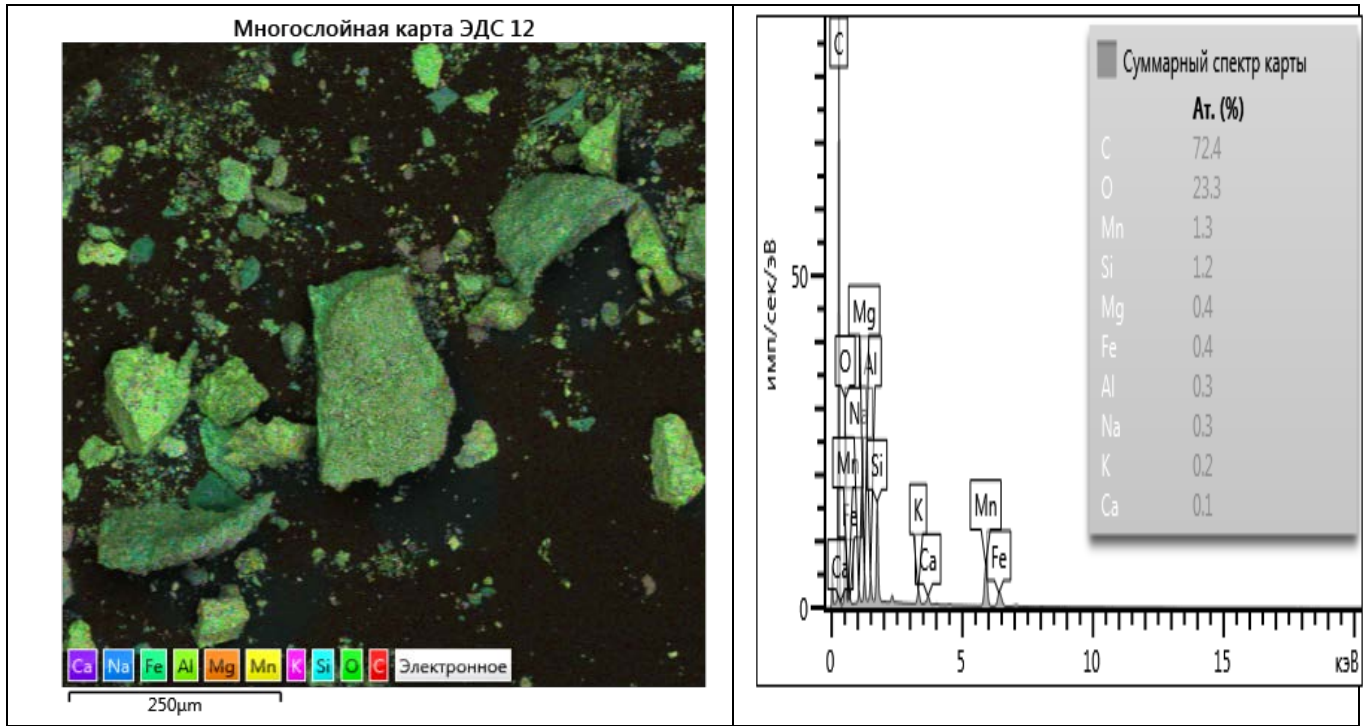 Многослойная карта ЭДС 12
Ca Na Fe Al Mg Mn K Si O C Электронное
250µm
имп/сек/эВ
50
0
C
Mg
O
Al
Na
Mn
Si
Fe
Ca
K
Ca
Mn
Fe
0 5 10 15 кэВ
Суммарный спектр карты
Ат. (%)
C 72.4
O 23.3
Mn 1.3
Si 1.2
Mg 0.4
Fe 0.4
Al 0.3
Na 0.3
K 0.2
Ca 0.1